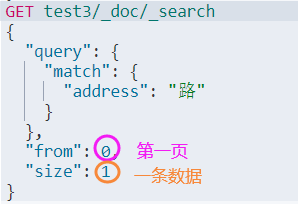 GET test3/_doc/_search
{
  "query": {
    "match": {
      "address": "路"
    }
  },
  "from": 0, 第一页
  "size": 1 一条数据
}